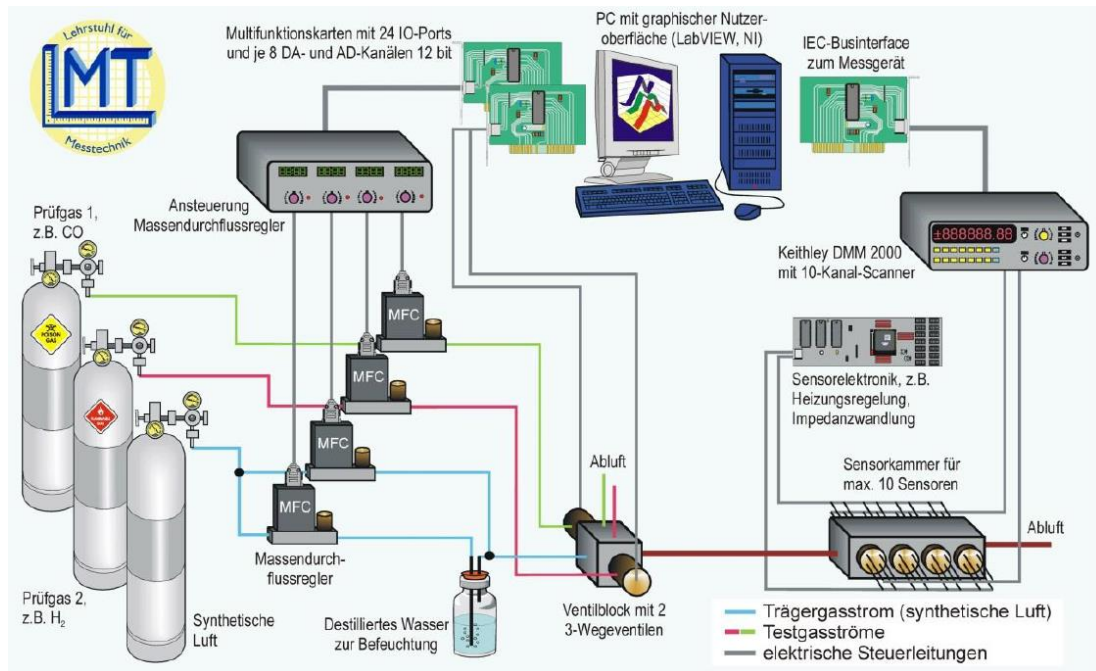 Lehrstuhl für
LMT
Messtechnik
Multifunktionskarten mit 24 IO-Ports
und je 8 DA- und AD-Kanälen 12 bit
PC mit graphischer Nutzer-
oberfläche (LabVIEW, NI)
IEC-Businterface
zum Messgerät
Ansteuerung
Massendurchflussregler
Prüfgas 1,
z.B. CO
±888888.88
Keithley DMM 2000
mit 10-Kanal-Scanner
MFC
MFC
MFC
MFC
POISON
GAS
Sensorelektronik, z.B.
Heizungsregelung,
Impedanzwandlung
Abluft
Sensorkammer für
max. 10 Sensoren
Abluft
Massendurch-
flussregler
Prüfgas 2,
z.B. H₂
Synthetische
Luft
Destilliertes Wasser
zur Befeuchtung
Ventilblock mit 2
3-Wegeventilen
Trägergasstrom (synthetische Luft)
Testgasströme
elektrische Steuerleitungen